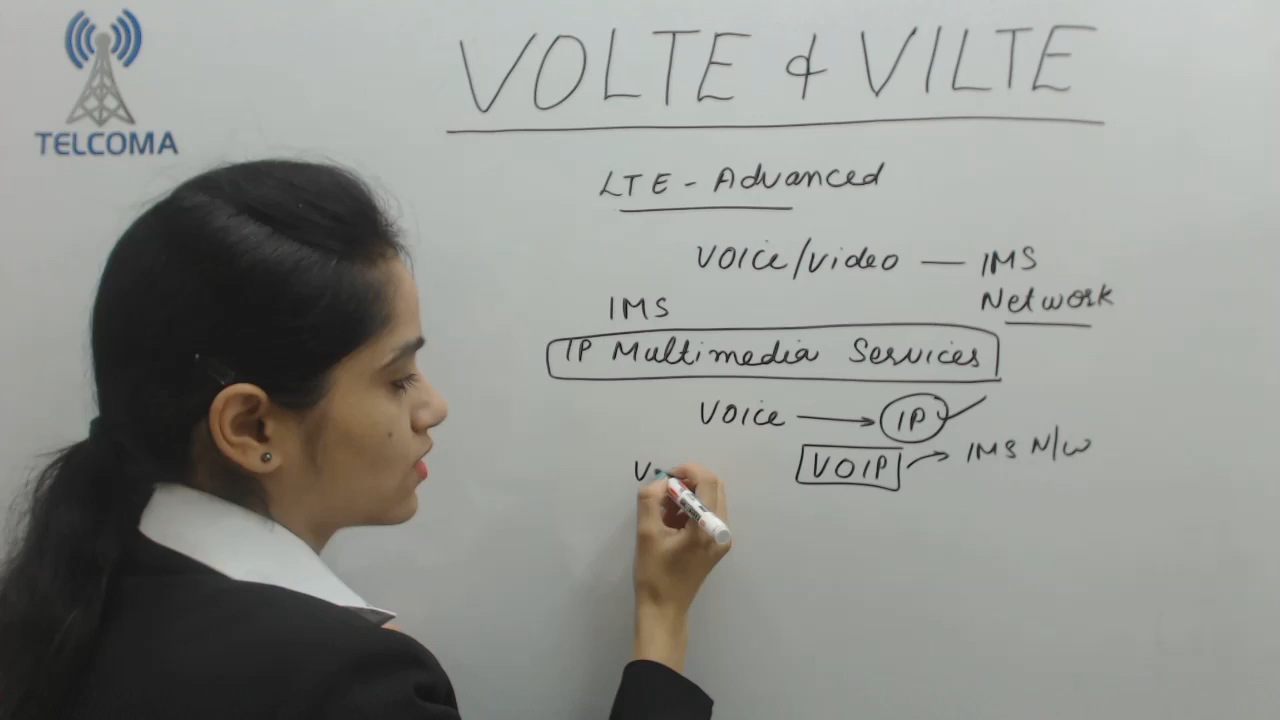 TELCOMA
VOLTE & VILTE
LTE - Advanced
Voice/video — IMS
Network
IMS
IP Multimedia Services
Voice → IP
VOIP → IMS N/W